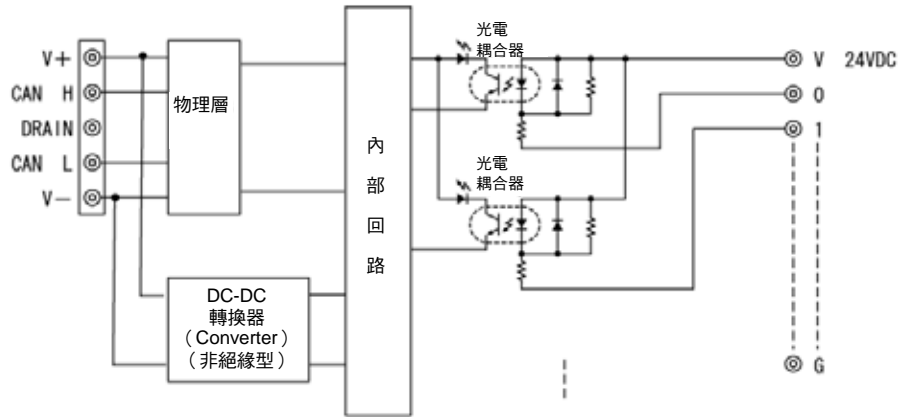 V+
CAN H
DRAIN
CAN L
V−
物理層
DC-DC
轉換器
（Converter）
（非絕緣型）
內
部
回
路
光電
耦合器
光電
耦合器
V 24VDC
0
1
G